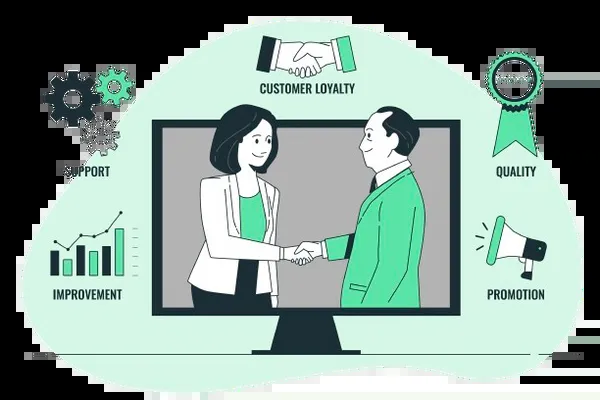 CUSTOMER LOYALTY
SUPPORT
QUALITY
IMPROVEMENT
PROMOTION